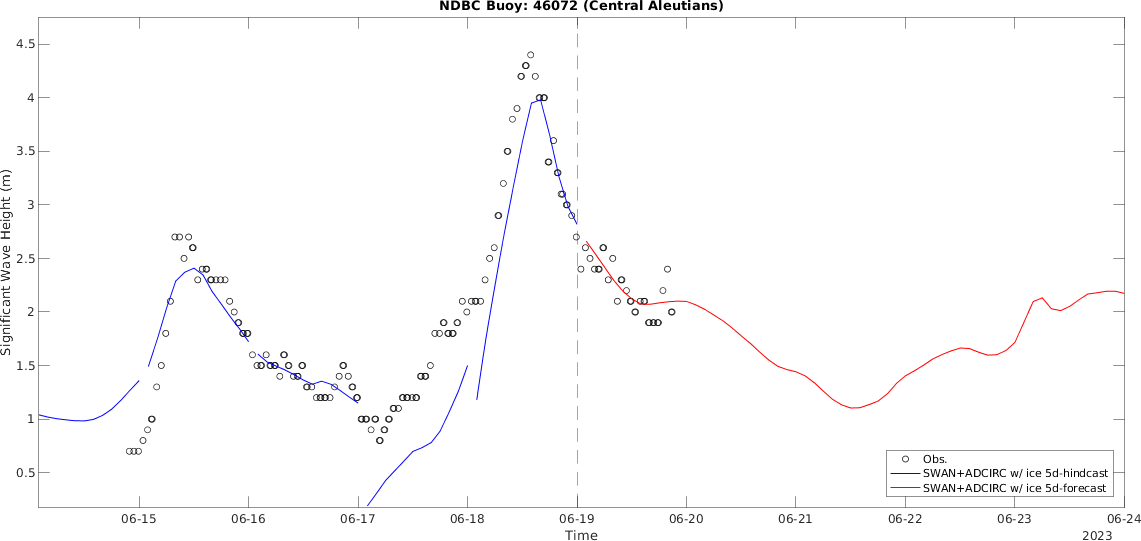 NDBC Buoy: 46072 (Central Aleutians)
Significant Wave Height (m)
4.5
4
3.5
3
2.5
2
1.5
1
0.5
Obs.
SWAN+ADCIRC w/ ice 5d-hindcast
SWAN+ADCIRC w/ ice 5d-forecast
06-15 06-16 06-17 06-18 06-19 06-20 06-21 06-22 06-23 06-24
Time
2023